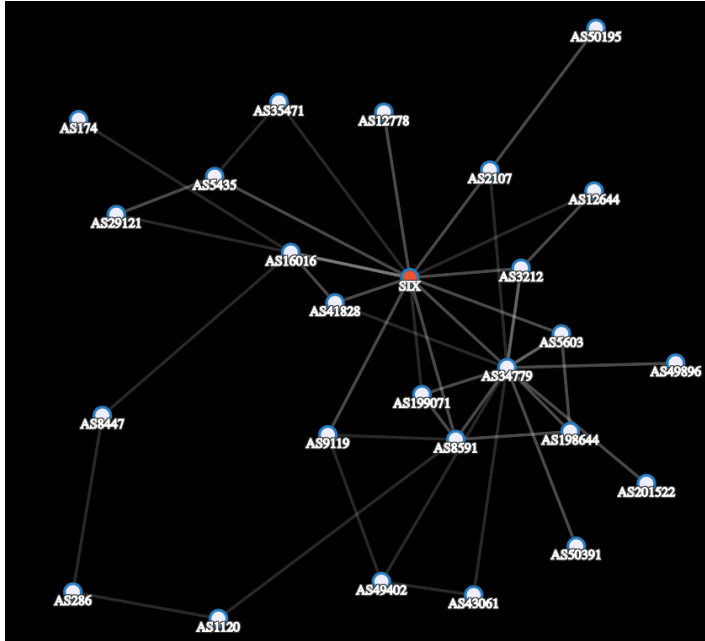 AS50195
AS35471
AS12778
AS174
AS2107
AS5435
AS12644
AS29121
AS16016
AS3212
SIX
AS41828
AS5603
AS34779
AS49896
AS199071
AS8447
AS9119
AS8591
AS198644
AS201522
AS50391
AS49402
AS286
AS43061
AS1120